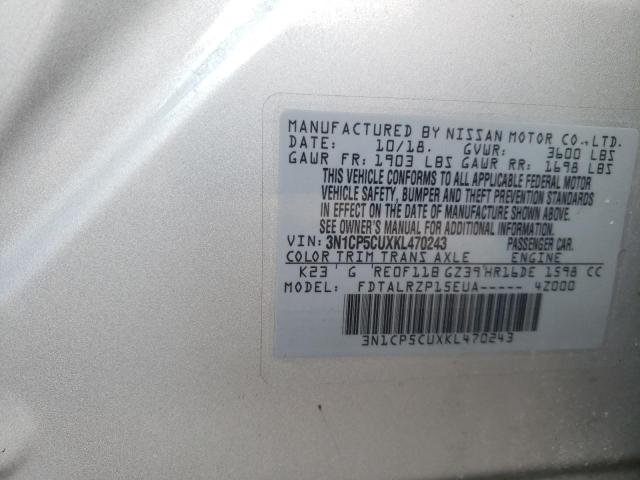 MANUFACTURED BY NISSAN MOTOR CO.,LTD.
DATE: 10/18. GVWR: 3600 LBS
GAWR FR: 1903 LBS GAWR RR: 1698 LBS
THIS VEHICLE CONFORMS TO ALL APPLICABLE FEDERAL MOTOR
VEHICLE SAFETY, BUMPER AND THEFT PREVENTION STANDARDS
IN EFFECT ON THE DATE OF MANUFACTURE SHOWN ABOVE.
SEE OWNER'S MANUAL FOR ADDITIONAL INFORMATION.
VIN: 3N1CP5CUXKL470243 PASSENGER CAR.
COLOR TRIM TRANS AXLE ENGINE
K23 G RE0F11B GZ39 HR16DE 1598 CC
MODEL: FDTALRZP15EUA----- 4Z000
3N1CP5CUXKL470243